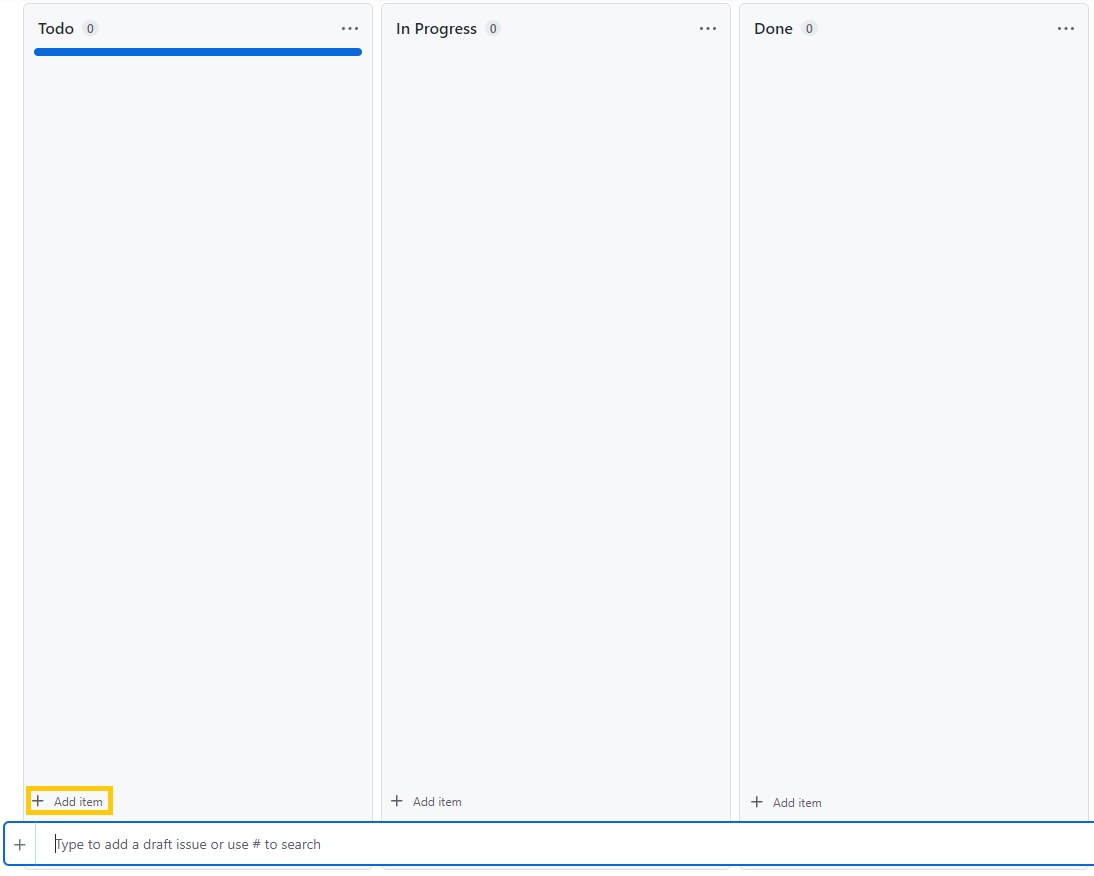 Todo 0
In Progress 0
Done 0
+ Add item
+ Add item
+ Add item
+ Type to add a draft issue or use # to search